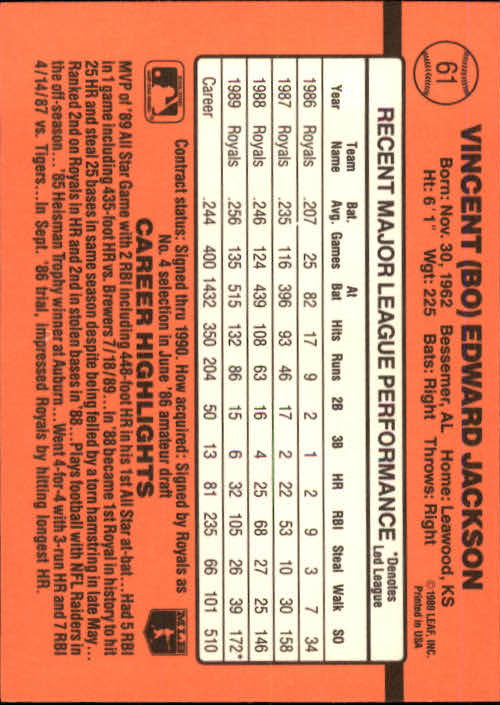 61
VINCENT (BO) EDWARD JACKSON
© 1989 LEAF, INC.
Printed in USA
Born: Nov. 30, 1962 Bessemer, AL Home: Leawood, KS
Ht: 6' 1" Wgt: 225 Bats: Right Throws: Right
RECENT MAJOR LEAGUE PERFORMANCE *Denotes Led League
Year Team Name Bat. Avg. Games At Bat Hits Runs 2B 3B HR RBI Steal Walk SO
1986 Royals .207 25 82 17 9 2 1 2 9 3 7 34
1987 Royals .235 116 396 93 46 17 2 22 53 10 30 158
1988 Royals .246 124 439 108 63 16 4 25 68 27 25 146
1989 Royals .256 135 515 132 86 15 6 32 105 26 39 172*
Career .244 400 1432 350 204 50 13 81 235 66 101 510
Contract status: Signed thru 1990. How acquired: Signed by Royals as
No. 4 selection in June '86 amateur draft
CAREER HIGHLIGHTS
MLB
MVP of '89 All Star Game with 2 RBI including 448-foot HR in his 1st All Star at-bat... Had 5 RBI
in 1 game including 435-foot HR vs. Brewers 7/18/89... In '88 became 1st Royal in history to hit
25 HR and steal 25 bases in same season despite being felled by a torn hamstring in late May...
Ranked 2nd on Royals in HR and 2nd in stolen bases in '88... Plays football with NFL Raiders in
the off-season... '85 Heisman Trophy winner at Auburn... Went 4-for-4 with 3-run HR and 7 RBI
4/14/87 vs. Tigers...In Sept. '86 trial, impressed Royals by hitting longest HR.